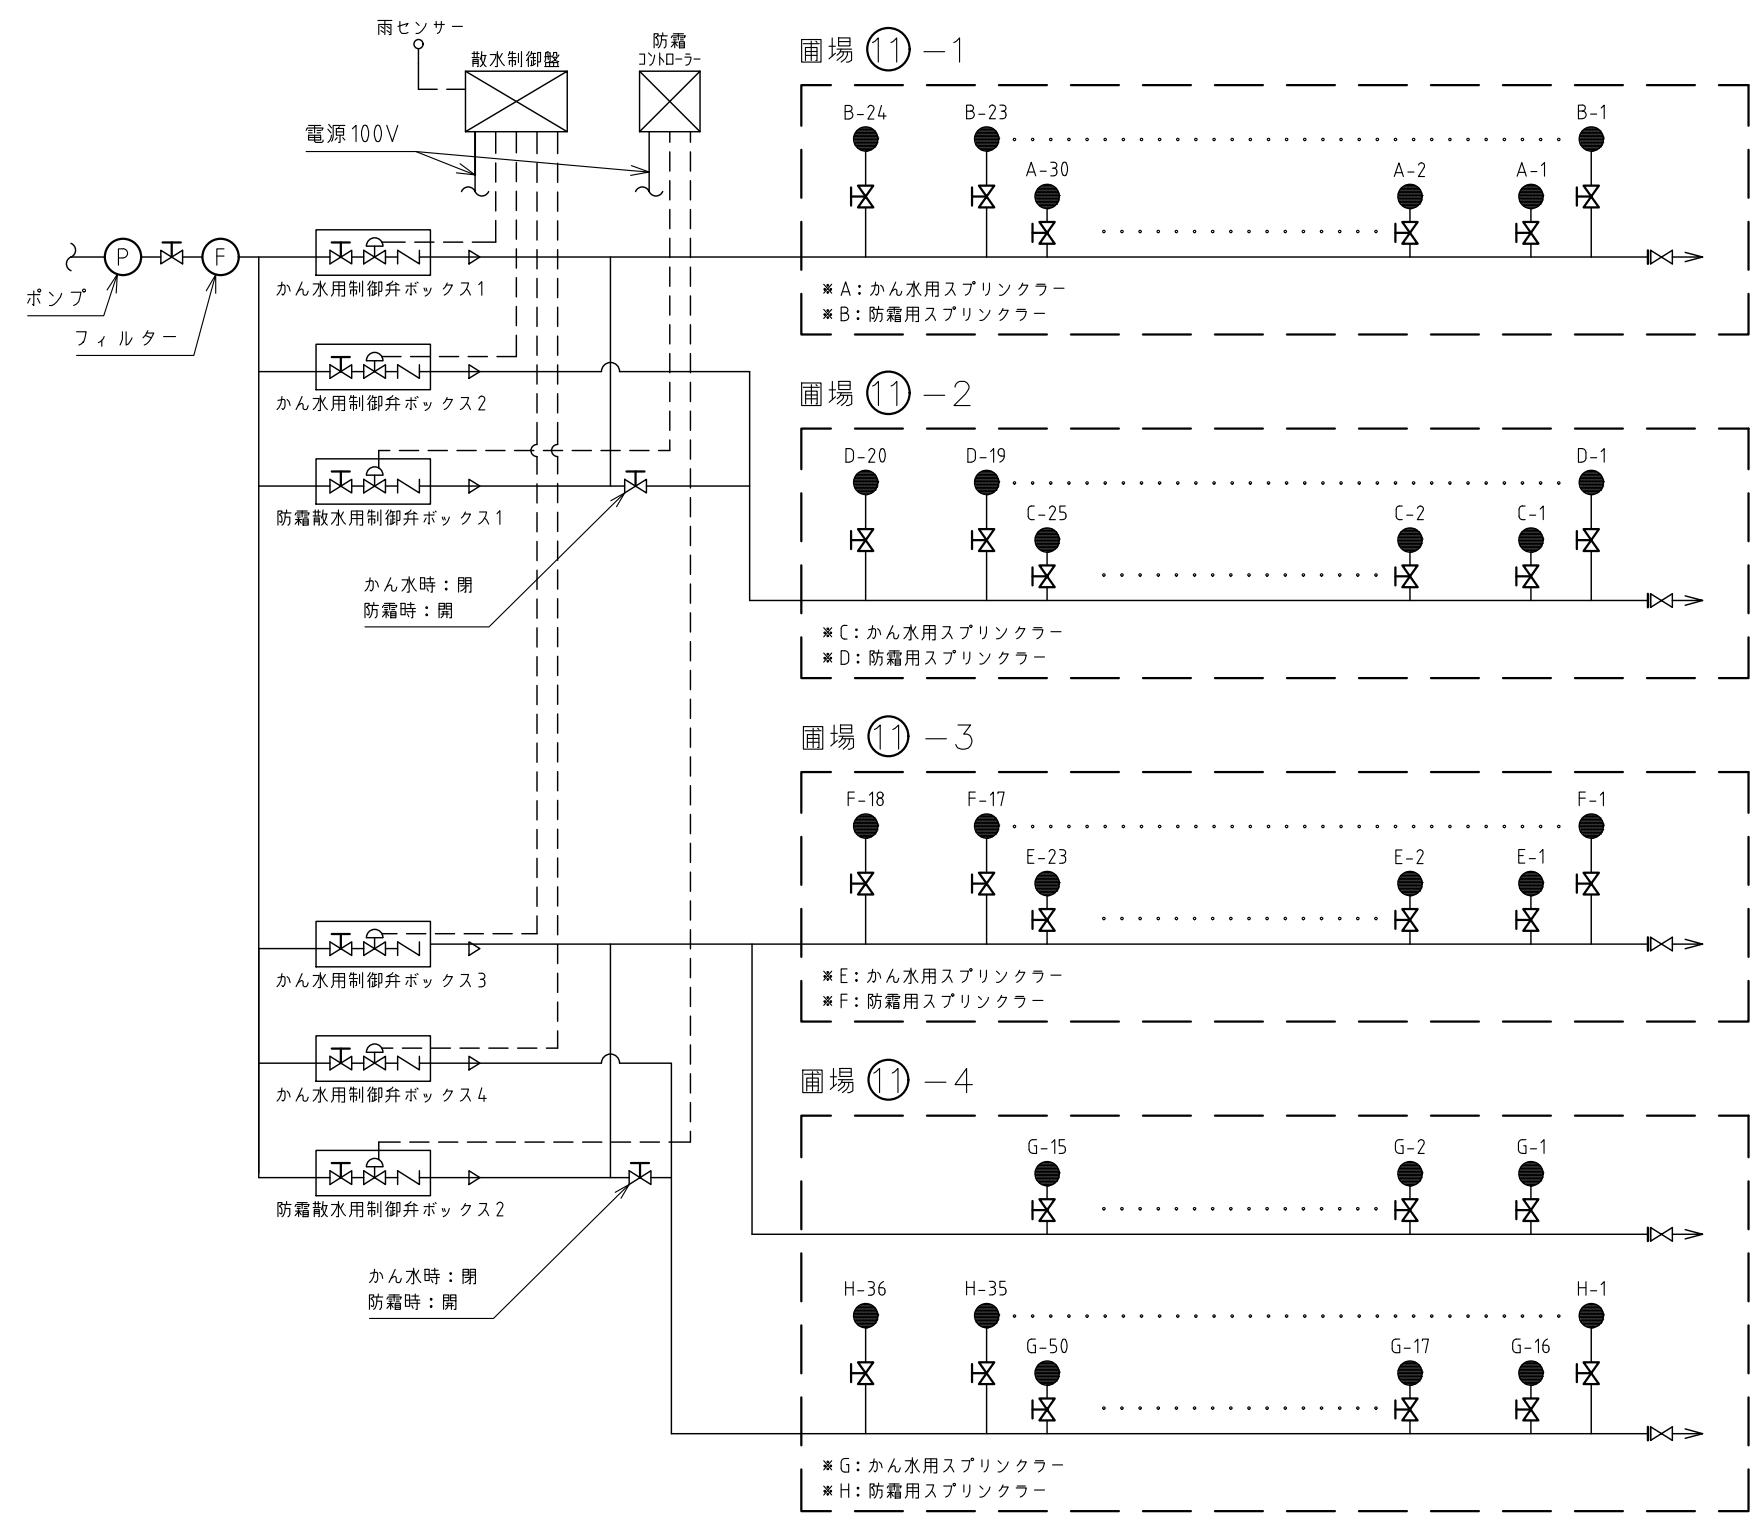 雨センサー
散水制御盤
防霜
コントローラー
電源100V
P
F
ポンプ
フィルター
かん水用制御弁ボックス1
かん水用制御弁ボックス2
防霜散水用制御弁ボックス1
かん水時：閉
防霜時：開
かん水用制御弁ボックス3
かん水用制御弁ボックス4
防霜散水用制御弁ボックス2
かん水時：閉
防霜時：開
圃場⑪－1
B-24 B-23 B-1
A-30 A-2 A-1
※A：かん水用スプリンクラー
※B：防霜用スプリンクラー
圃場⑪－2
D-20 D-19 D-1
C-25 C-2 C-1
※C：かん水用スプリンクラー
※D：防霜用スプリンクラー
圃場⑪－3
F-18 F-17 F-1
E-23 E-2 E-1
※E：かん水用スプリンクラー
※F：防霜用スプリンクラー
圃場⑪－4
G-15 G-2 G-1
H-36 H-35 H-1
G-50 G-17 G-16
※G：かん水用スプリンクラー
※H：防霜用スプリンクラー